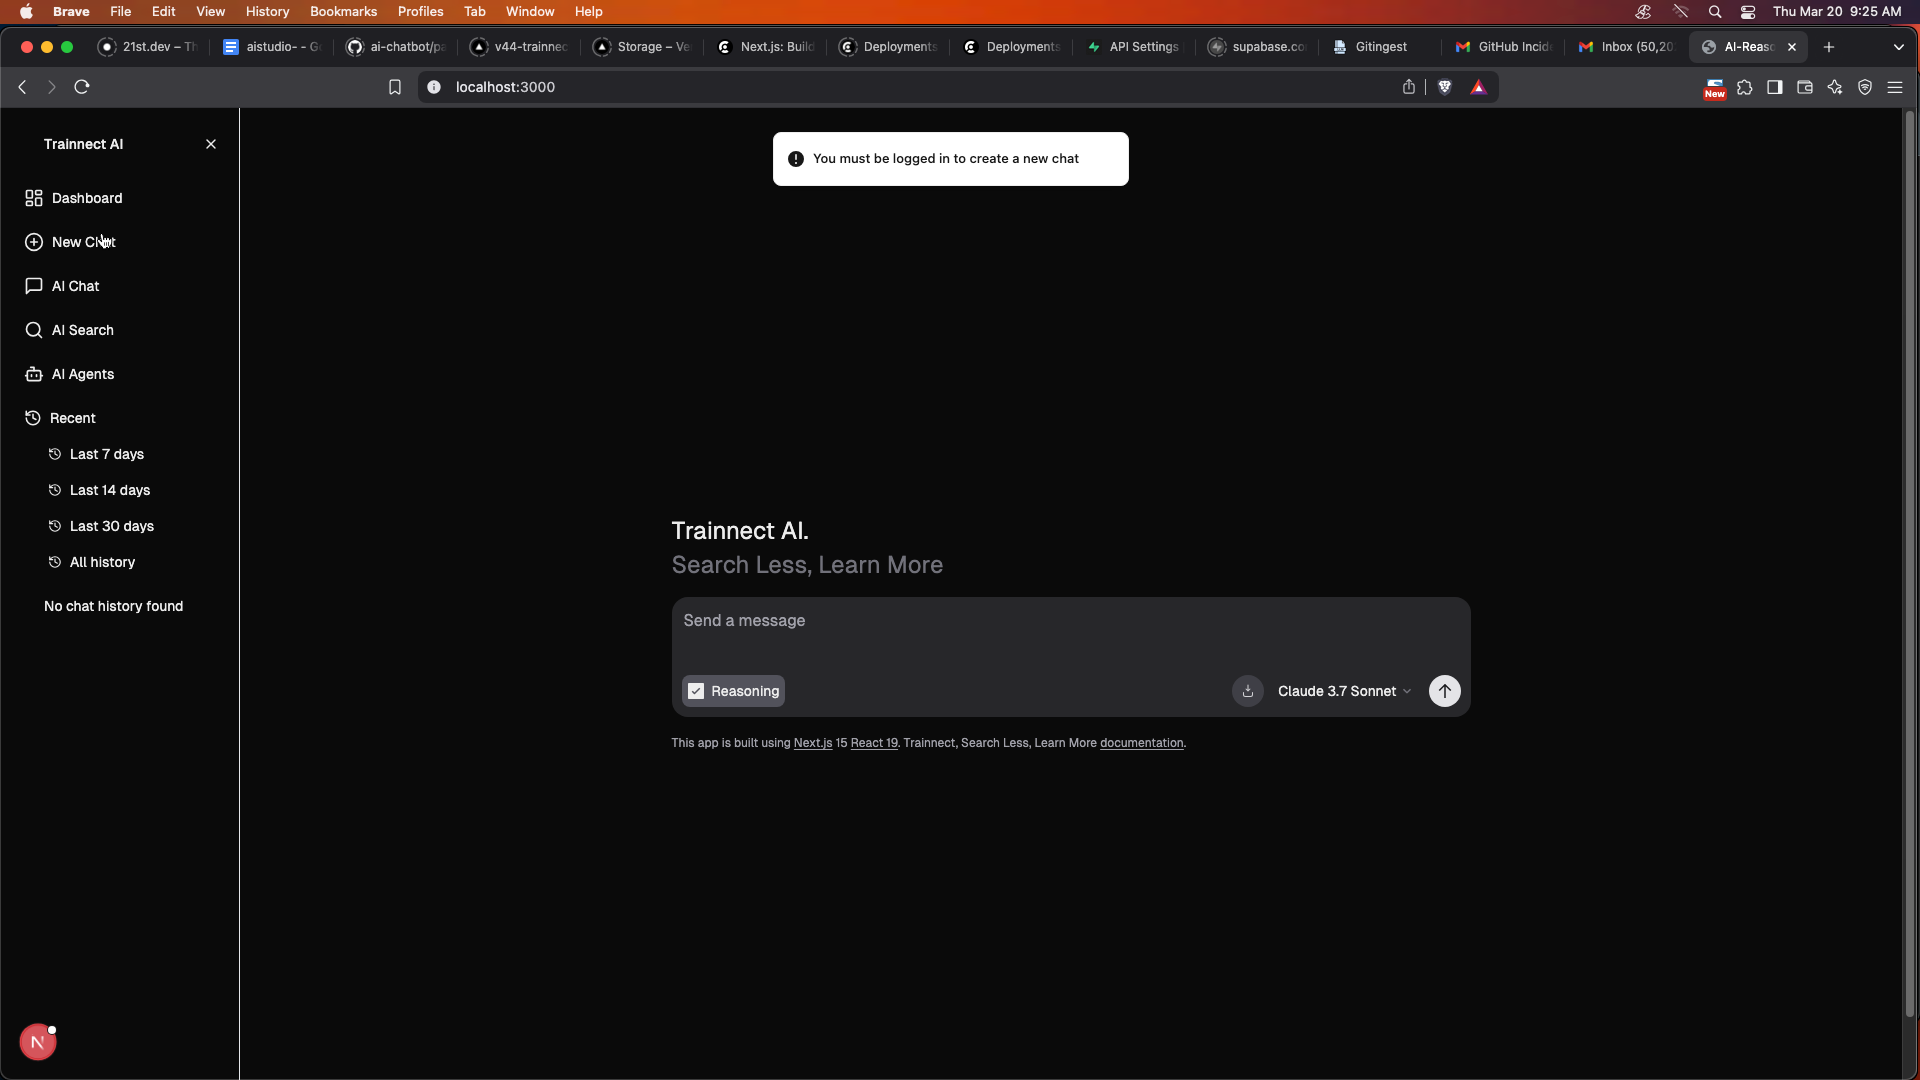 Brave File Edit View History Bookmarks Profiles Tab Window Help Thu Mar 20 9:25 AM
21st.dev – Th aistudio- - G ai-chatbot/pa v44-trainnec Storage – Ve Next.js: Build Deployments Deployments API Settings supabase.co Gitingest GitHub Incid Inbox (50,20 AI-Reaso
localhost:3000 New
Trainnect AI
You must be logged in to create a new chat
Dashboard
New Chat
AI Chat
AI Search
AI Agents
Recent
Last 7 days
Last 14 days
Last 30 days
All history
No chat history found
Trainnect AI.
Search Less, Learn More
Send a message
Reasoning Claude 3.7 Sonnet
This app is built using Next.js 15 React 19. Trainnect, Search Less, Learn More documentation.
N